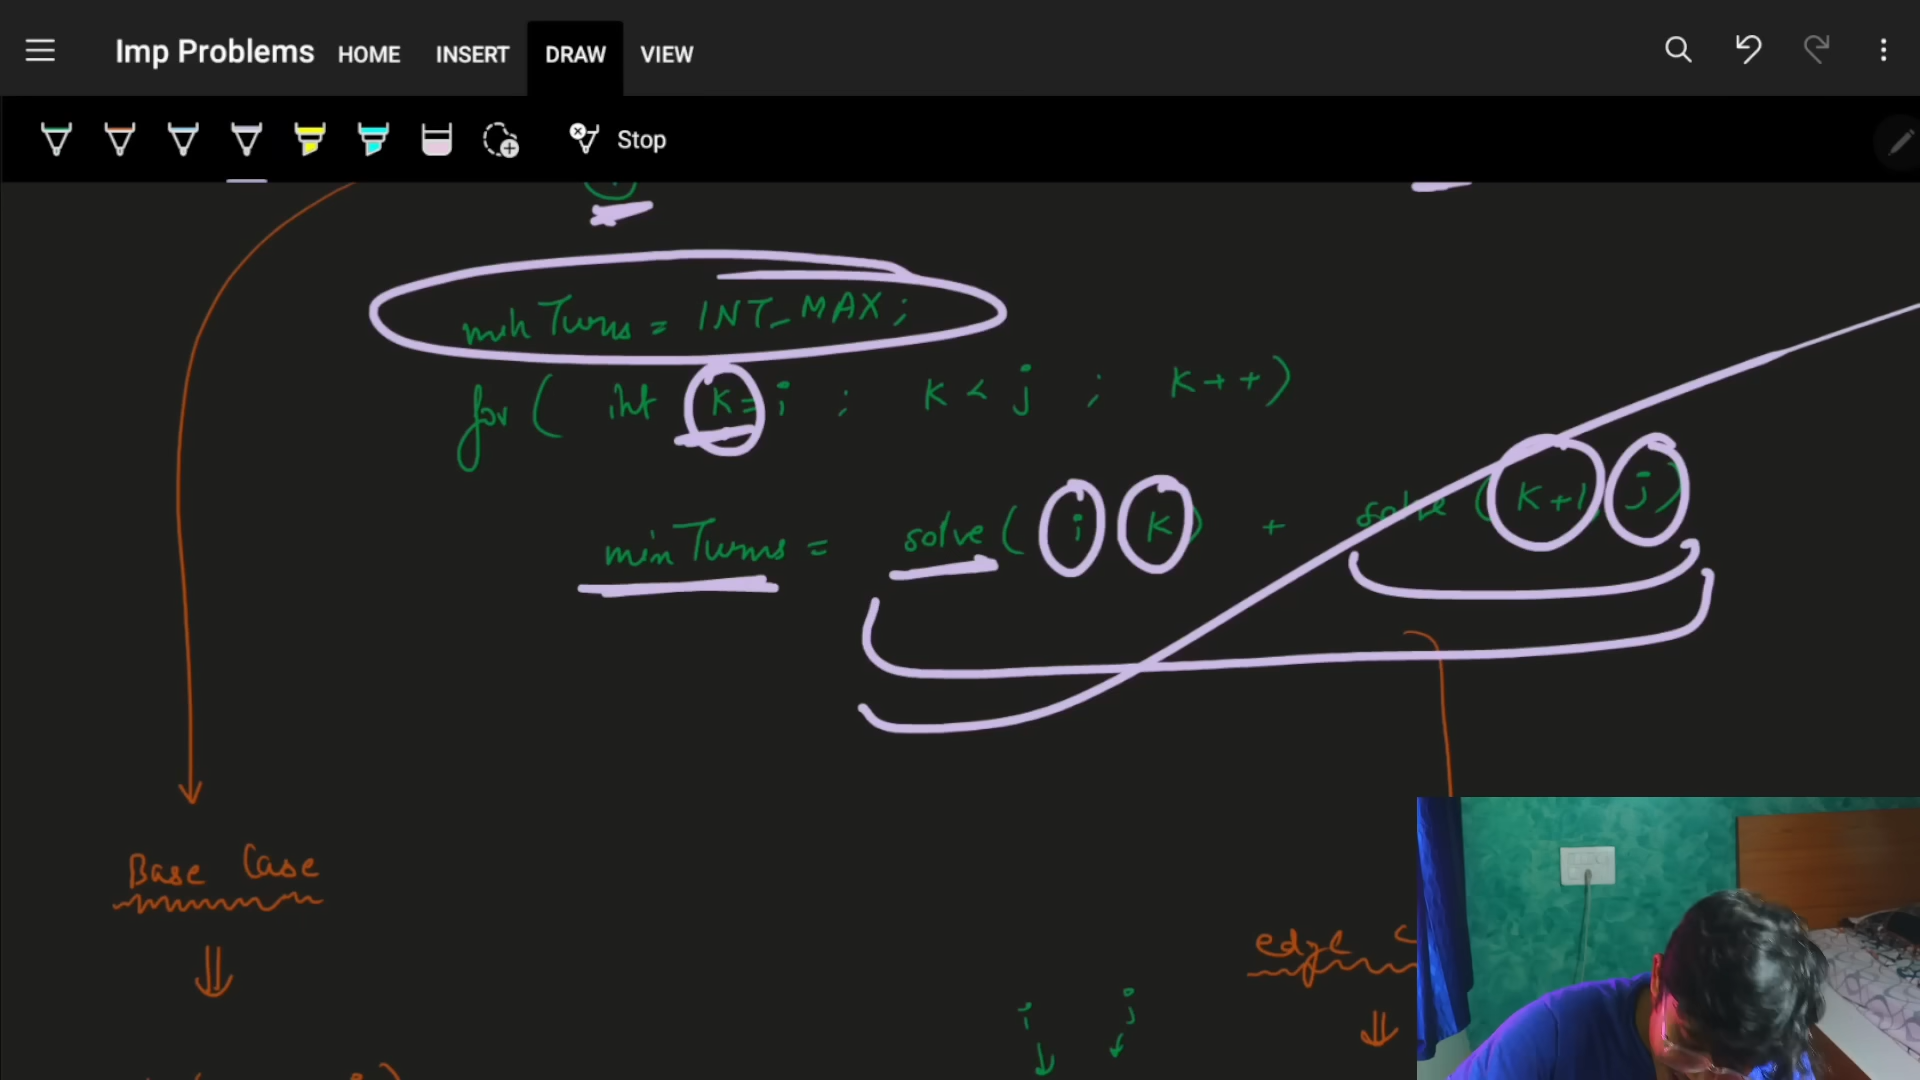 Imp Problems HOME INSERT DRAW VIEW
Stop
minTurns = INT_MAX;
for ( int K=i ; K < j ; K++)
minTurns = solve( i K) + solve (K+1 j)
Base Case
edge
i j